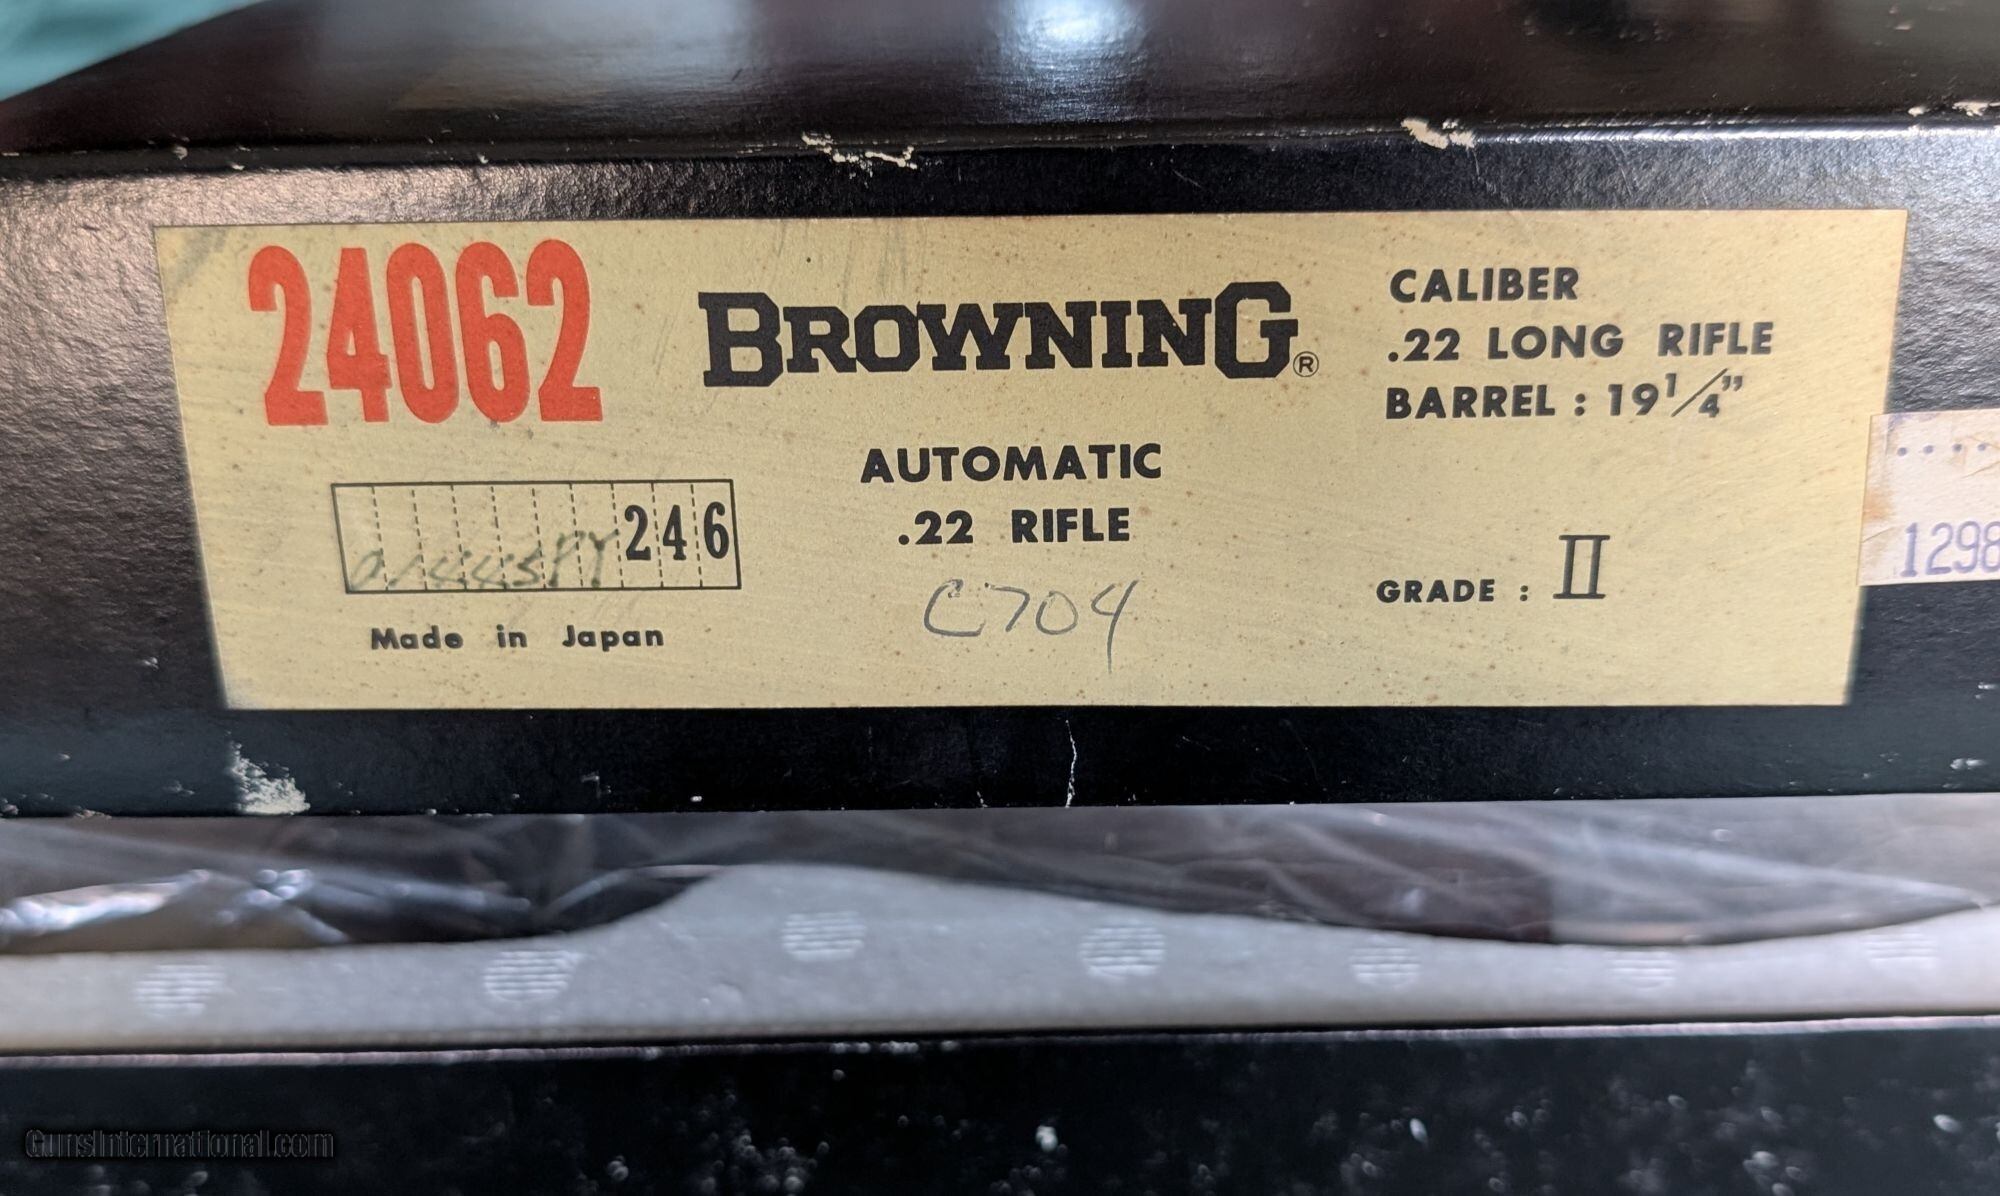 24062
BROWNING®
CALIBER
.22 LONG RIFLE
BARREL : 19 1/4"
AUTOMATIC
.22 RIFLE
246
Made in Japan
C704
GRADE : II
1298
GunsInternational.com